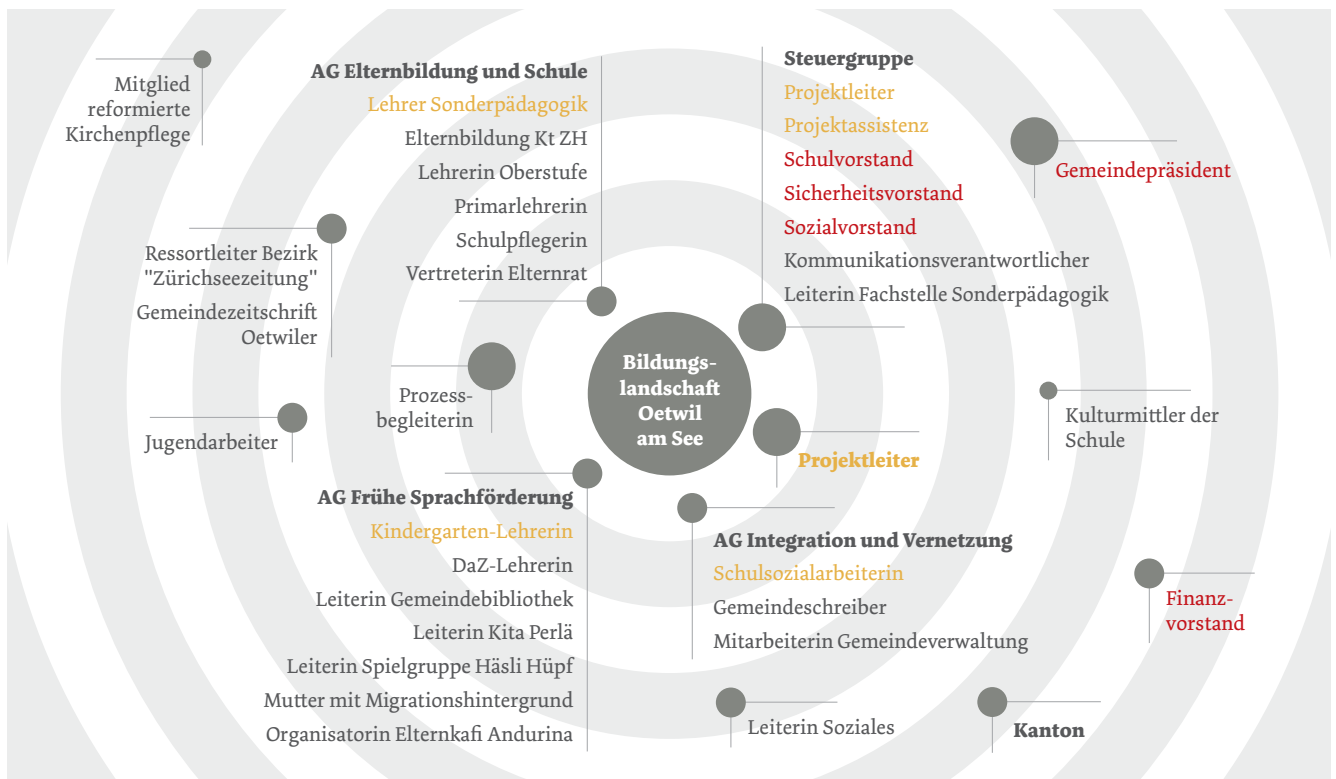 Mitglied
reformierte
Kirchenpflege
AG Elternbildung und Schule
Lehrer Sonderpädagogik
Elternbildung Kt ZH
Lehrerin Oberstufe
Primarlehrerin
Schulpflegerin
Vertreterin Elternrat
Steuergruppe
Projektleiter
Projektassistenz
Schulvorstand
Sicherheitsvorstand
Sozialvorstand
Kommunikationsverantwortlicher
Leiterin Fachstelle Sonderpädagogik
Gemeindepräsident
Ressortleiter Bezirk
"Zürichseezeitung"
Gemeindezeitschrift
Oetwiler
Prozess-
begleiterin
Bildungs-
landschaft
Oetwil
am See
Kulturmittler der
Schule
Jugendarbeiter
Projektleiter
AG Frühe Sprachförderung
Kindergarten-Lehrerin
DaZ-Lehrerin
Leiterin Gemeindebibliothek
Leiterin Kita Perlä
Leiterin Spielgruppe Häsli Hüpf
Mutter mit Migrationshintergrund
Organisatorin Elternkafi Andurina
AG Integration und Vernetzung
Schulsozialarbeiterin
Gemeindeschreiber
Mitarbeiterin Gemeindeverwaltung
Finanz-
vorstand
Leiterin Soziales
Kanton